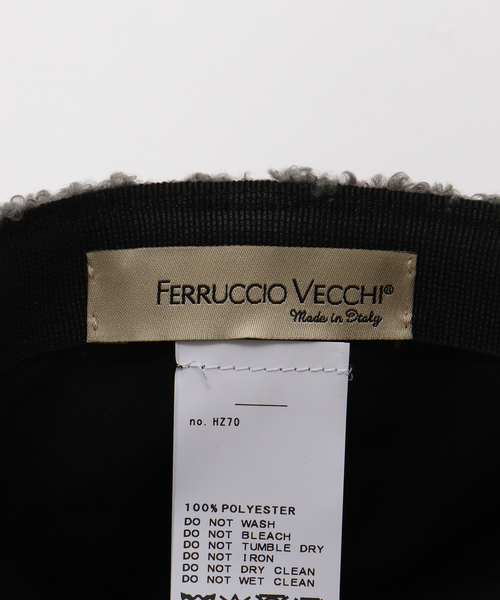 FERRUCCIO VECCHI®
Made in Italy
no. HZ70
100% POLYESTER
DO NOT WASH
DO NOT BLEACH
DO NOT TUMBLE DRY
DO NOT IRON
DO NOT DRY CLEAN
DO NOT WET CLEAN